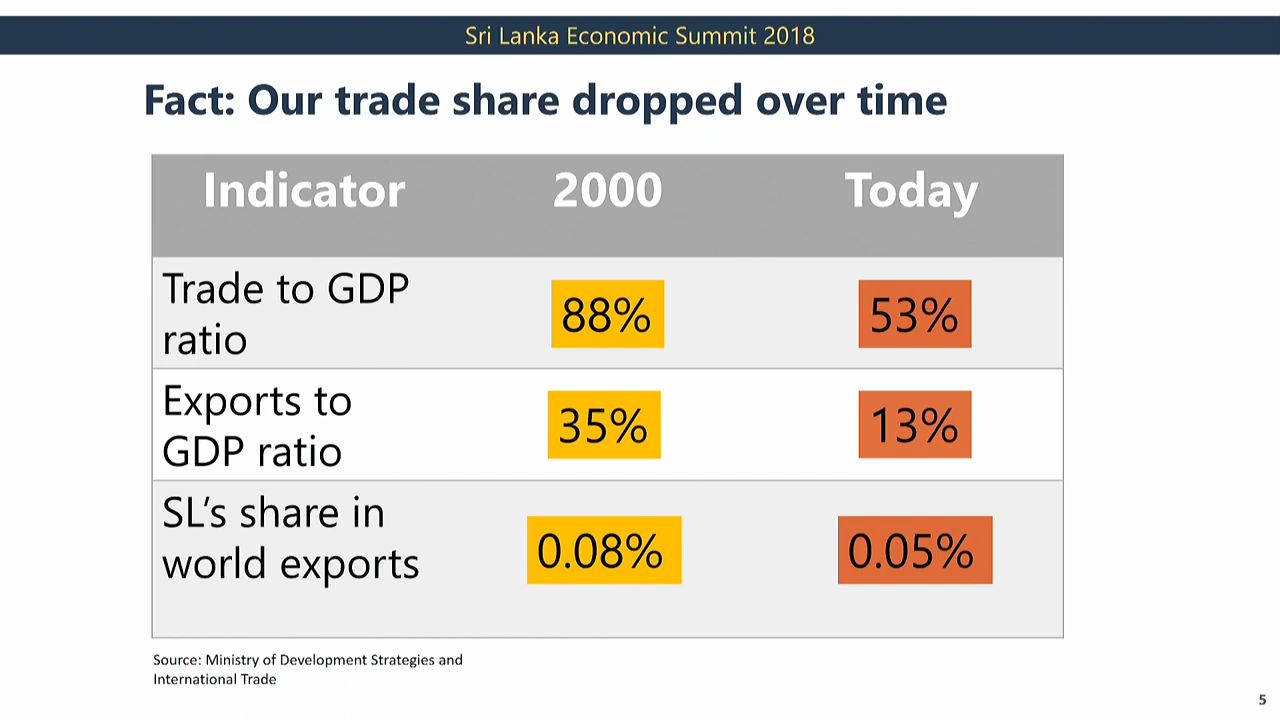 Sri Lanka Economic Summit 2018
Fact: Our trade share dropped over time
Indicator 2000 Today
Trade to GDP
ratio
88% 53%
Exports to
GDP ratio
35% 13%
SL’s share in
world exports
0.08% 0.05%
Source: Ministry of Development Strategies and
International Trade
5